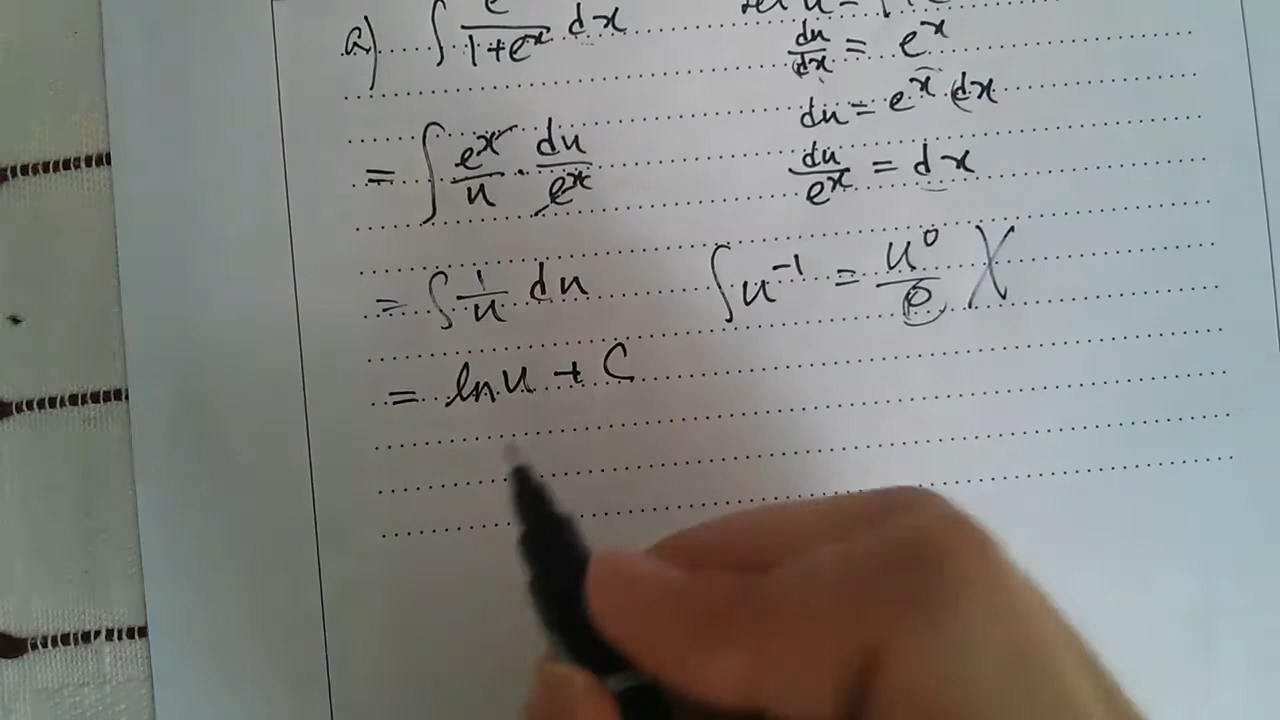 a) ∫ e / 1+e^x dx
du/dx = e^x
du = e^x dx
= ∫ e^x/u · du/e^x
du/e^x = dx
= ∫ 1/u du
∫ u^-1 = u^0/0 X
= ln u + C